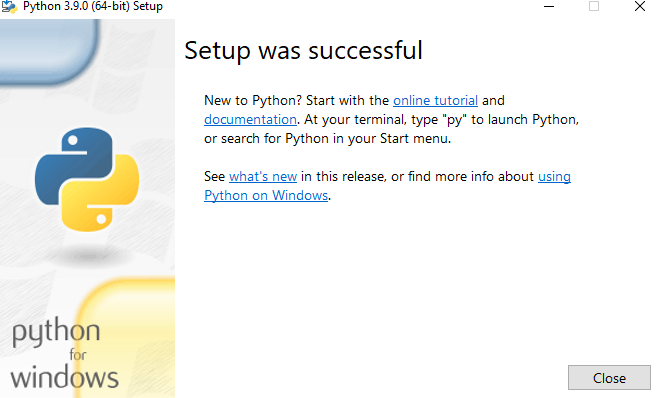 Python 3.9.0 (64-bit) Setup
Setup was successful
New to Python? Start with the online tutorial and
documentation. At your terminal, type "py" to launch Python,
or search for Python in your Start menu.
See what's new in this release, or find more info about using
Python on Windows.
python
for
windows
Close